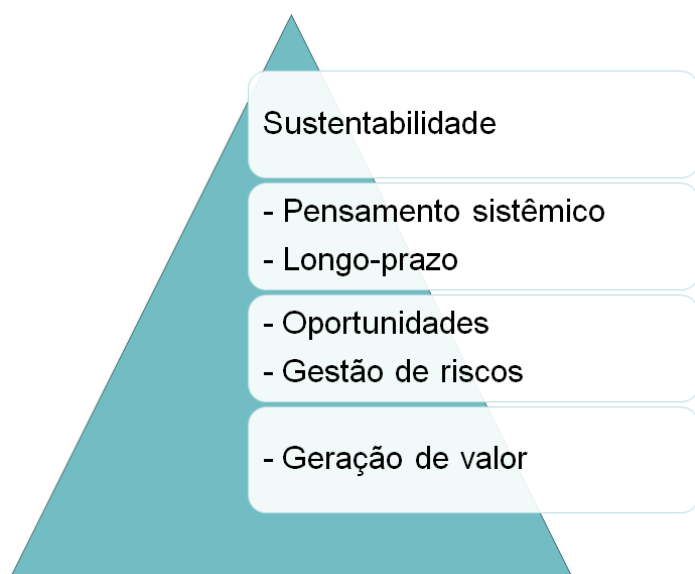 Sustentabilidade
- Pensamento sistêmico
- Longo-prazo
- Oportunidades
- Gestão de riscos
- Geração de valor